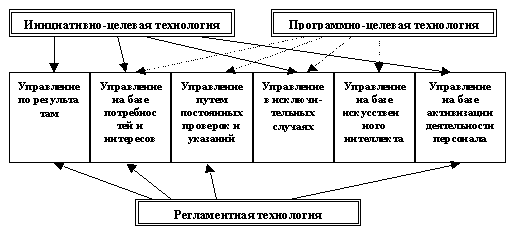 Инициативно-целевая технология
Программно-целевая технология
Управление
по результа
там
Управление
на базе
потребнос
тей и
интересов
Управление
путем
постоянных
проверок и
указаний
Управление
в исключи-
тельных
случаях
Управление
на базе
искусствен
ного
интеллекта
Управление
на базе
активизации
деятельности
персонала
Регламентная технология